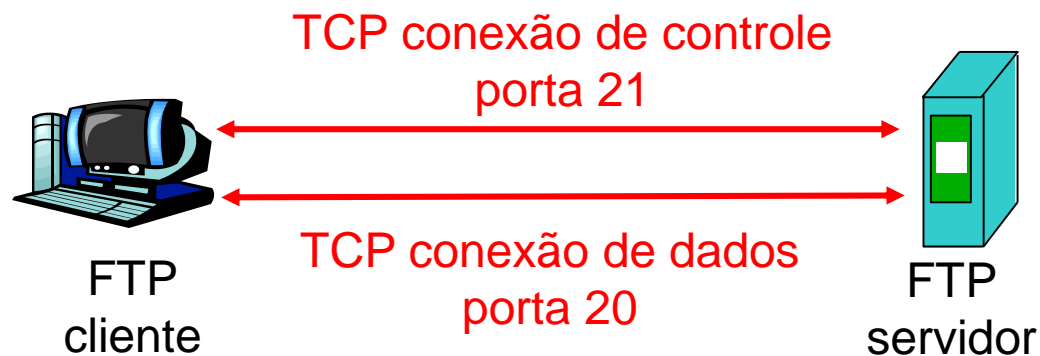 TCP conexão de controle
porta 21
TCP conexão de dados
porta 20
FTP
cliente
FTP
servidor